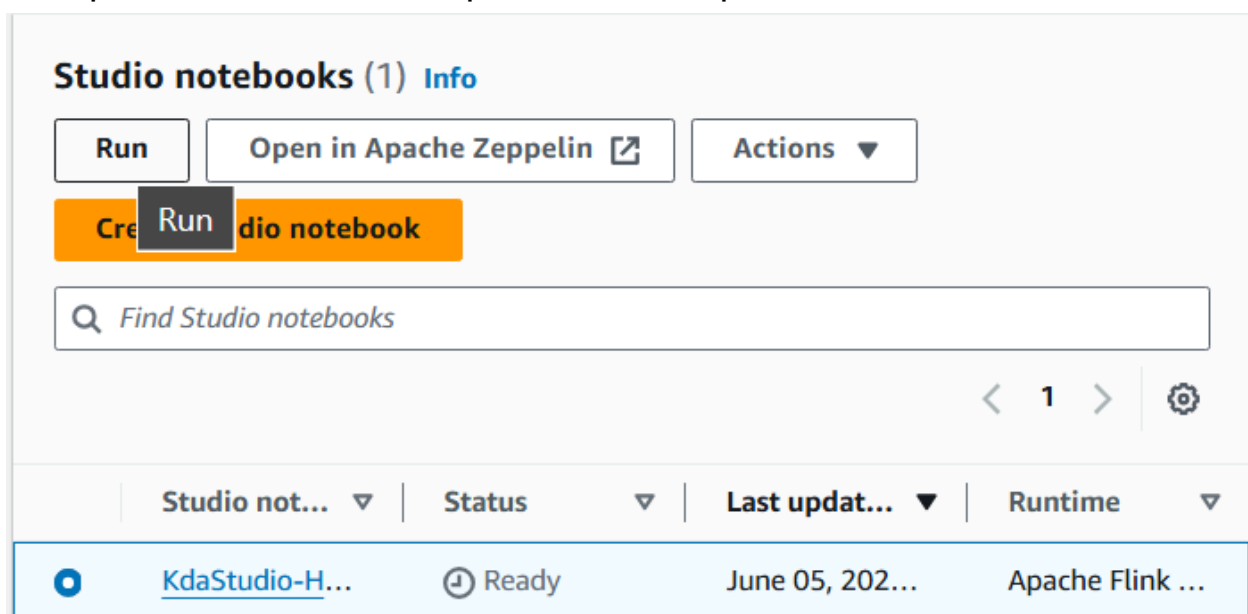 Studio notebooks (1) Info
Run Open in Apache Zeppelin Actions
Run
Cre dio notebook
Find Studio notebooks
1
Studio not... Status Last updat... Runtime
KdaStudio-H... Ready June 05, 202... Apache Flink ...